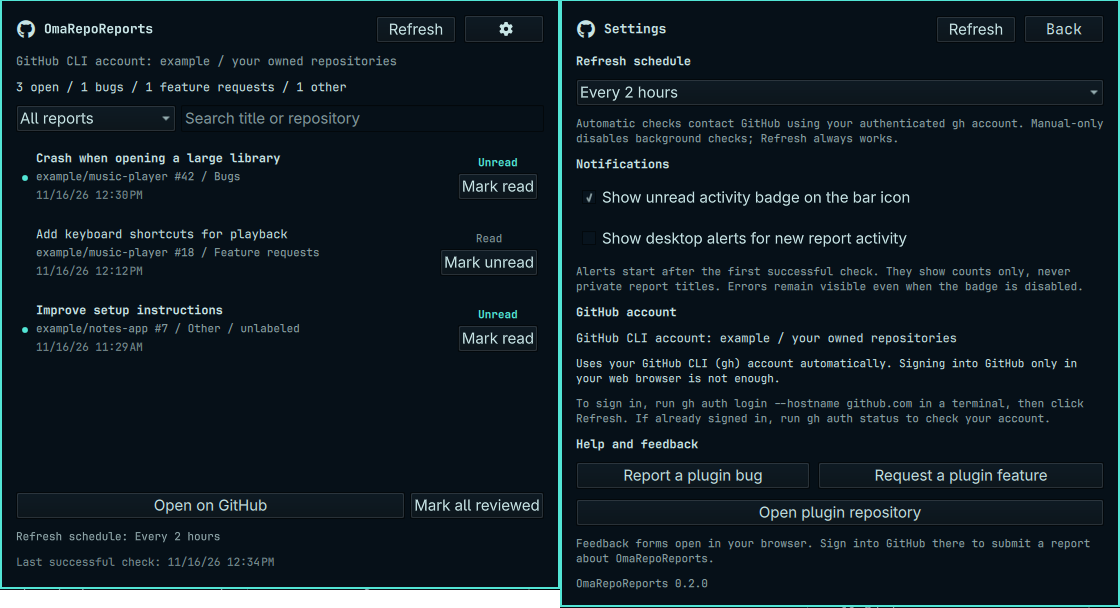 OmaRepoReports
Refresh
GitHub CLI account: example / your owned repositories
3 open / 1 bugs / 1 feature requests / 1 other
All reports
Search title or repository
Crash when opening a large library
Unread
example/music-player #42 / Bugs
Mark read
11/16/26 12:30PM
Add keyboard shortcuts for playback
Read
example/music-player #18 / Feature requests
Mark unread
11/16/26 12:12PM
Improve setup instructions
Unread
example/notes-app #7 / Other / unlabeled
Mark read
11/16/26 11:29AM
Open on GitHub
Mark all reviewed
Refresh schedule: Every 2 hours
Last successful check: 11/16/26 12:34PM
Settings
Refresh
Back
Refresh schedule
Every 2 hours
Automatic checks contact GitHub using your authenticated gh account. Manual-only
disables background checks; Refresh always works.
Notifications
Show unread activity badge on the bar icon
Show desktop alerts for new report activity
Alerts start after the first successful check. They show counts only, never
private report titles. Errors remain visible even when the badge is disabled.
GitHub account
GitHub CLI account: example / your owned repositories
Uses your GitHub CLI (gh) account automatically. Signing into GitHub only in
your web browser is not enough.
To sign in, run gh auth login --hostname github.com in a terminal, then click
Refresh. If already signed in, run gh auth status to check your account.
Help and feedback
Report a plugin bug
Request a plugin feature
Open plugin repository
Feedback forms open in your browser. Sign into GitHub there to submit a report
about OmaRepoReports.
OmaRepoReports 0.2.0